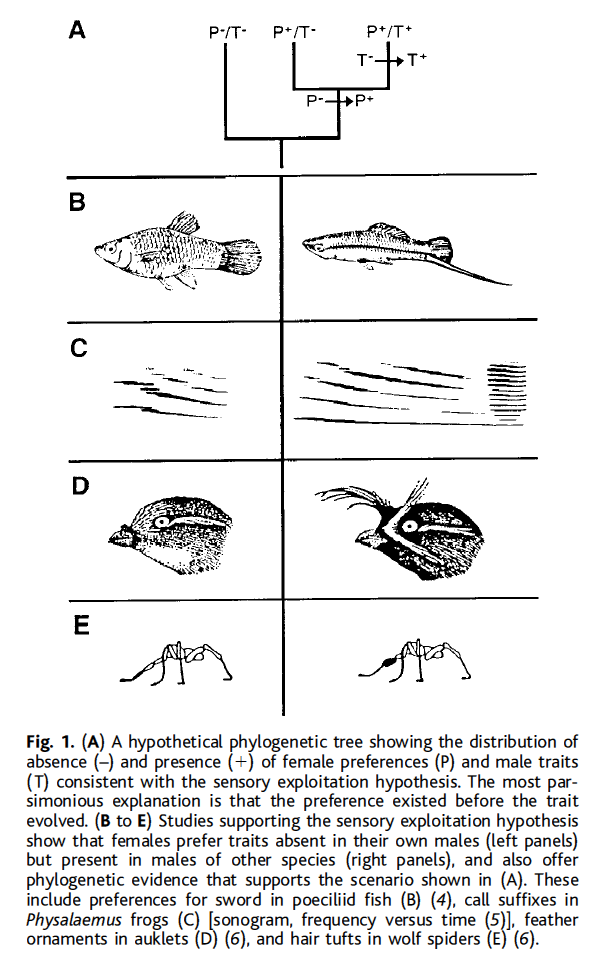 A
P-/T- P+/T- P+/T+
T- T+
P- P+
B
C
D
E
Fig. 1. (A) A hypothetical phylogenetic tree showing the distribution of
absence (–) and presence (+) of female preferences (P) and male traits
(T) consistent with the sensory exploitation hypothesis. The most par-
simonious explanation is that the preference existed before the trait
evolved. (B to E) Studies supporting the sensory exploitation hypothesis
show that females prefer traits absent in their own males (left panels)
but present in males of other species (right panels), and also offer
phylogenetic evidence that supports the scenario shown in (A). These
include preferences for sword in poeciliid fish (B) (4), call suffixes in
Physalaemus frogs (C) [sonogram, frequency versus time (5)], feather
ornaments in auklets (D) (6), and hair tufts in wolf spiders (E) (6).